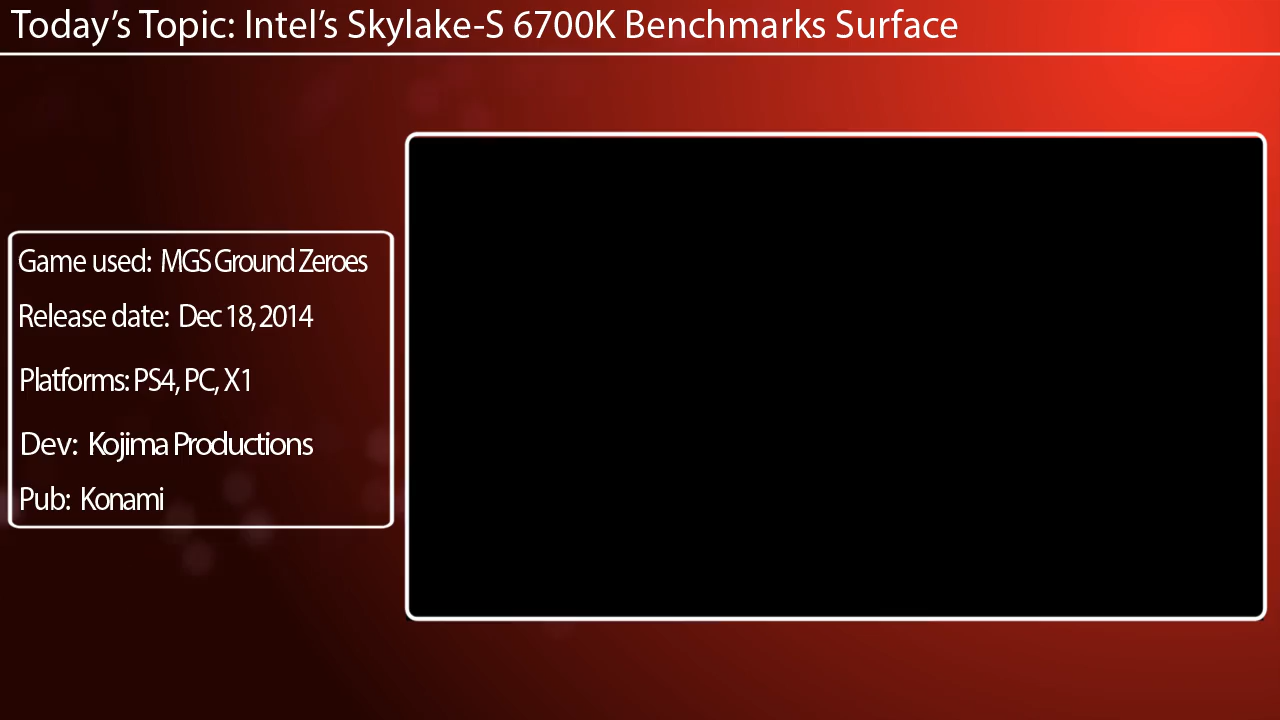 Today’s Topic: Intel’s Skylake-S 6700K Benchmarks Surface
Game used: MGS Ground Zeroes
Release date: Dec 18, 2014
Platforms: PS4, PC, X1
Dev: Kojima Productions
Pub: Konami